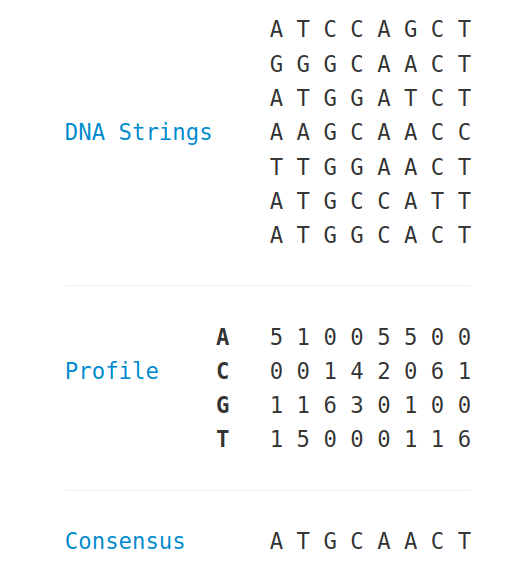 A T C C A G C T
G G G C A A C T
A T G G A T C T
DNA Strings A A G C A A C C
T T G G A A C T
A T G C C A T T
A T G G C A C T
A 5 1 0 0 5 5 0 0
Profile C 0 0 1 4 2 0 6 1
G 1 1 6 3 0 1 0 0
T 1 5 0 0 0 1 1 6
Consensus A T G C A A C T